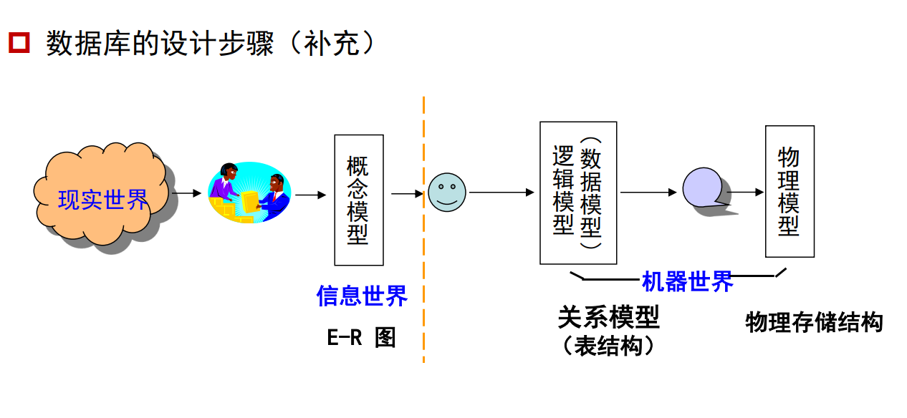 数据库的设计步骤（补充）
现实世界
概念模型
逻辑模型
（数据模型）
物理模型
信息世界
机器世界
E-R 图
关系模型
（表结构）
物理存储结构